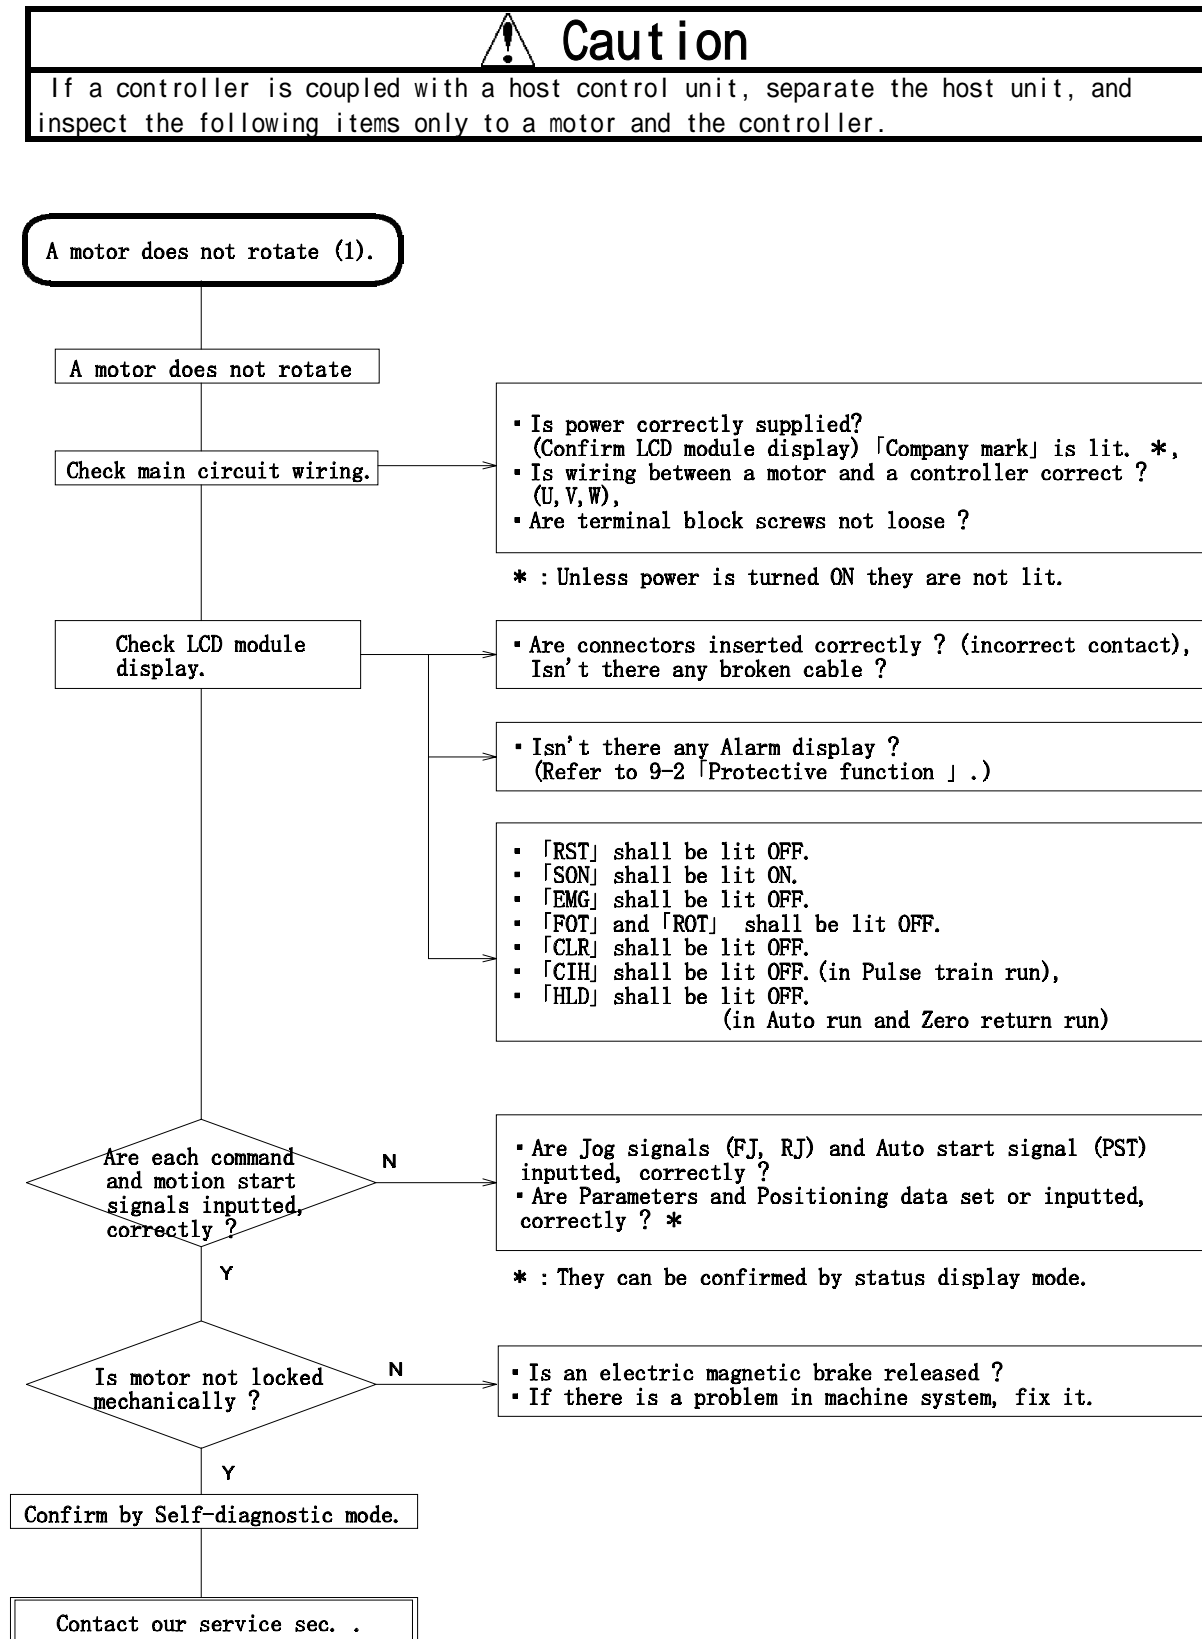 Caution
If a controller is coupled with a host control unit, separate the host unit, and
inspect the following items only to a motor and the controller.
A motor does not rotate (1).
A motor does not rotate
Check main circuit wiring.
▪ Is power correctly supplied?
(Confirm LCD module display)「Company mark」is lit. *,
▪ Is wiring between a motor and a controller correct ?
(U,V,W),
▪ Are terminal block screws not loose ?
* : Unless power is turned ON they are not lit.
Check LCD module
display.
▪ Are connectors inserted correctly ? (incorrect contact),
Isn't there any broken cable ?
▪ Isn't there any Alarm display ?
(Refer to 9-2「Protective function 」.)
▪ 「RST」 shall be lit OFF.
▪ 「SON」 shall be lit ON.
▪ 「EMG」 shall be lit OFF.
▪ 「FOT」 and「ROT」 shall be lit OFF.
▪ 「CLR」 shall be lit OFF.
▪ 「CIH」 shall be lit OFF.(in Pulse train run),
▪ 「HLD」 shall be lit OFF.
(in Auto run and Zero return run)
Are each command
and motion start
signals inputted,
correctly ?
N
▪ Are Jog signals (FJ, RJ) and Auto start signal (PST)
inputted, correctly ?
▪ Are Parameters and Positioning data set or inputted,
correctly ? *
Y
* : They can be confirmed by status display mode.
Is motor not locked
mechanically ?
N
▪ Is an electric magnetic brake released ?
▪ If there is a problem in machine system, fix it.
Y
Confirm by Self-diagnostic mode.
Contact our service sec. .